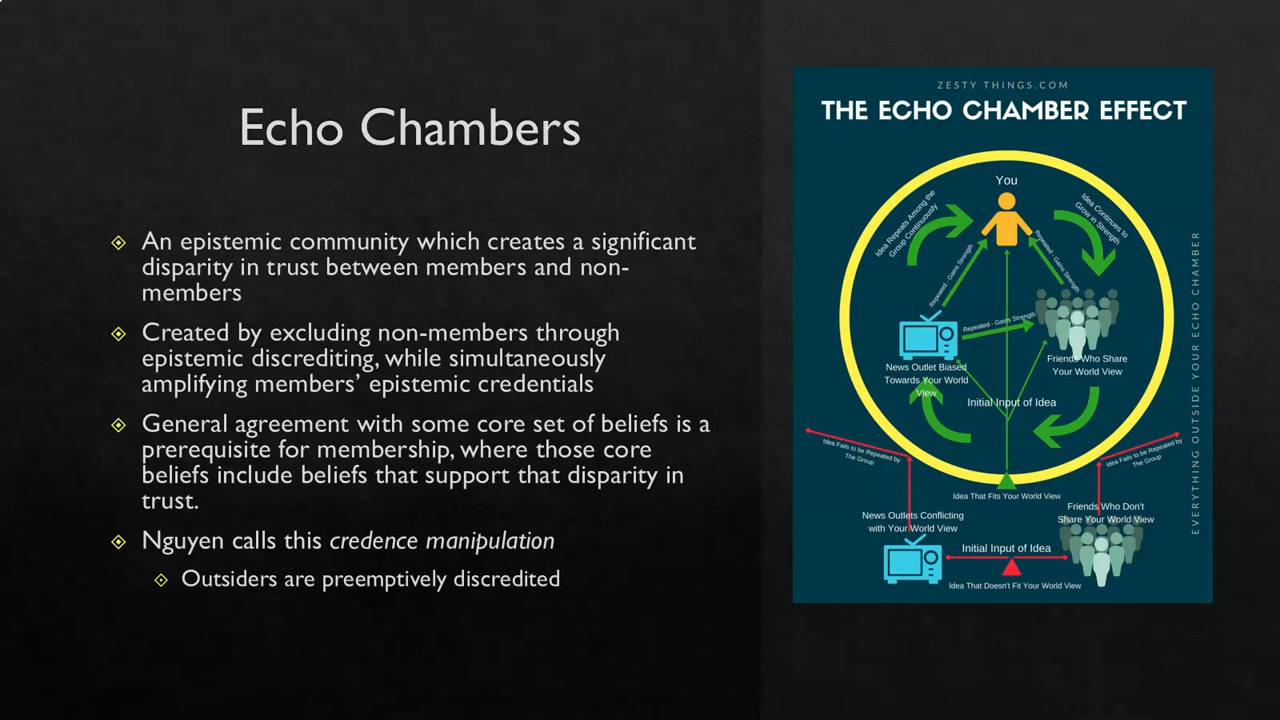 Echo Chambers
An epistemic community which creates a significant
disparity in trust between members and non-
members
Created by excluding non-members through
epistemic discrediting, while simultaneously
amplifying members' epistemic credentials
General agreement with some core set of beliefs is a
prerequisite for membership, where those core
beliefs include beliefs that support that disparity in
trust.
Nguyen calls this credence manipulation
Outsiders are preemptively discredited
ZESTY THINGS.COM
THE ECHO CHAMBER EFFECT
You
Idea Repeats Among the
Group Continuously
Idea Continues to
Grow in Strength
Repeated - Gains Strength
Repeated - Gains Strength
Repeated - Gains Strength
News Outlet Biased
Towards Your World
View
Friends Who Share
Your World View
Initial Input of Idea
Idea Fails to be Repeated by
The Group
Idea Fails to be Repeated by
The Group
Idea That Fits Your World View
News Outlets Conflicting
with Your World View
Friends Who Don't
Share Your World View
Initial Input of Idea
Idea That Doesn't Fit Your World View
EVERYTHING OUTSIDE YOUR ECHO CHAMBER